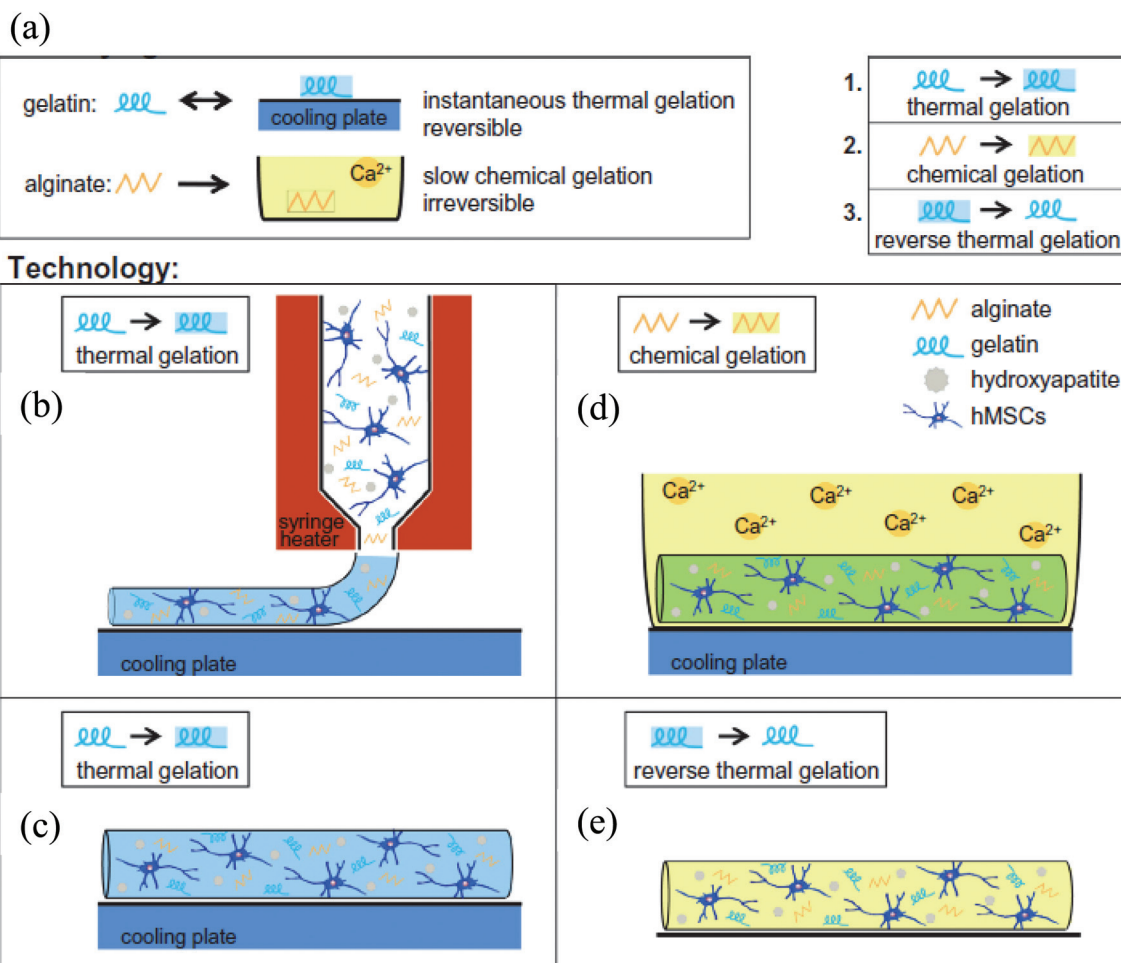 (a)
gelatin:
cooling plate
instantaneous thermal gelation
reversible
alginate:
Ca2+
slow chemical gelation
irreversible
1.
thermal gelation
2.
chemical gelation
3.
reverse thermal gelation
Technology:
thermal gelation
(b)
syringe
heater
cooling plate
chemical gelation
(d)
alginate
gelatin
hydroxyapatite
hMSCs
Ca2+
Ca2+
Ca2+
Ca2+
Ca2+
Ca2+
cooling plate
thermal gelation
(c)
cooling plate
reverse thermal gelation
(e)